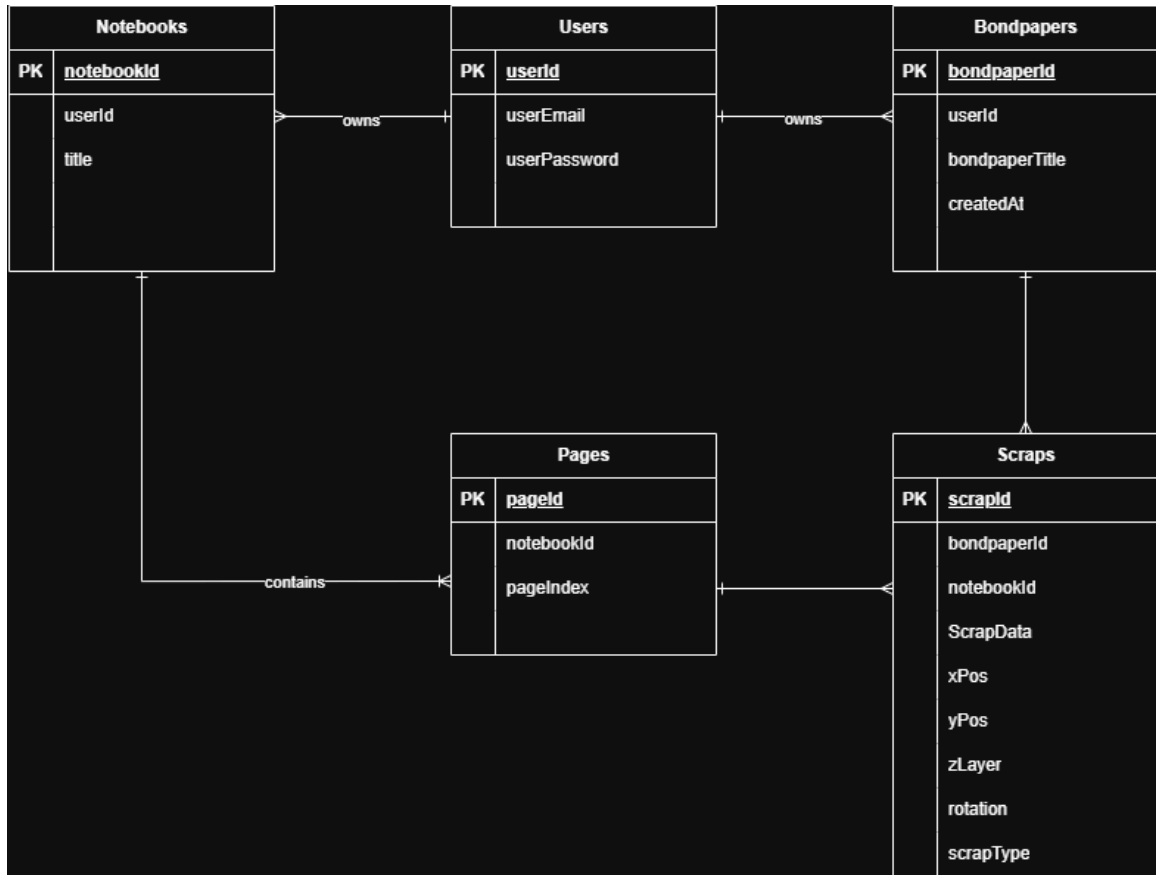 Notebooks
PK notebookId
userId
title
Users
PK userId
userEmail
userPassword
Bondpapers
PK bondpaperId
userId
bondpaperTitle
createdAt
owns
owns
Pages
PK pageId
notebookId
pageIndex
contains
Scraps
PK scrapId
bondpaperId
notebookId
ScrapData
xPos
yPos
zLayer
rotation
scrapType